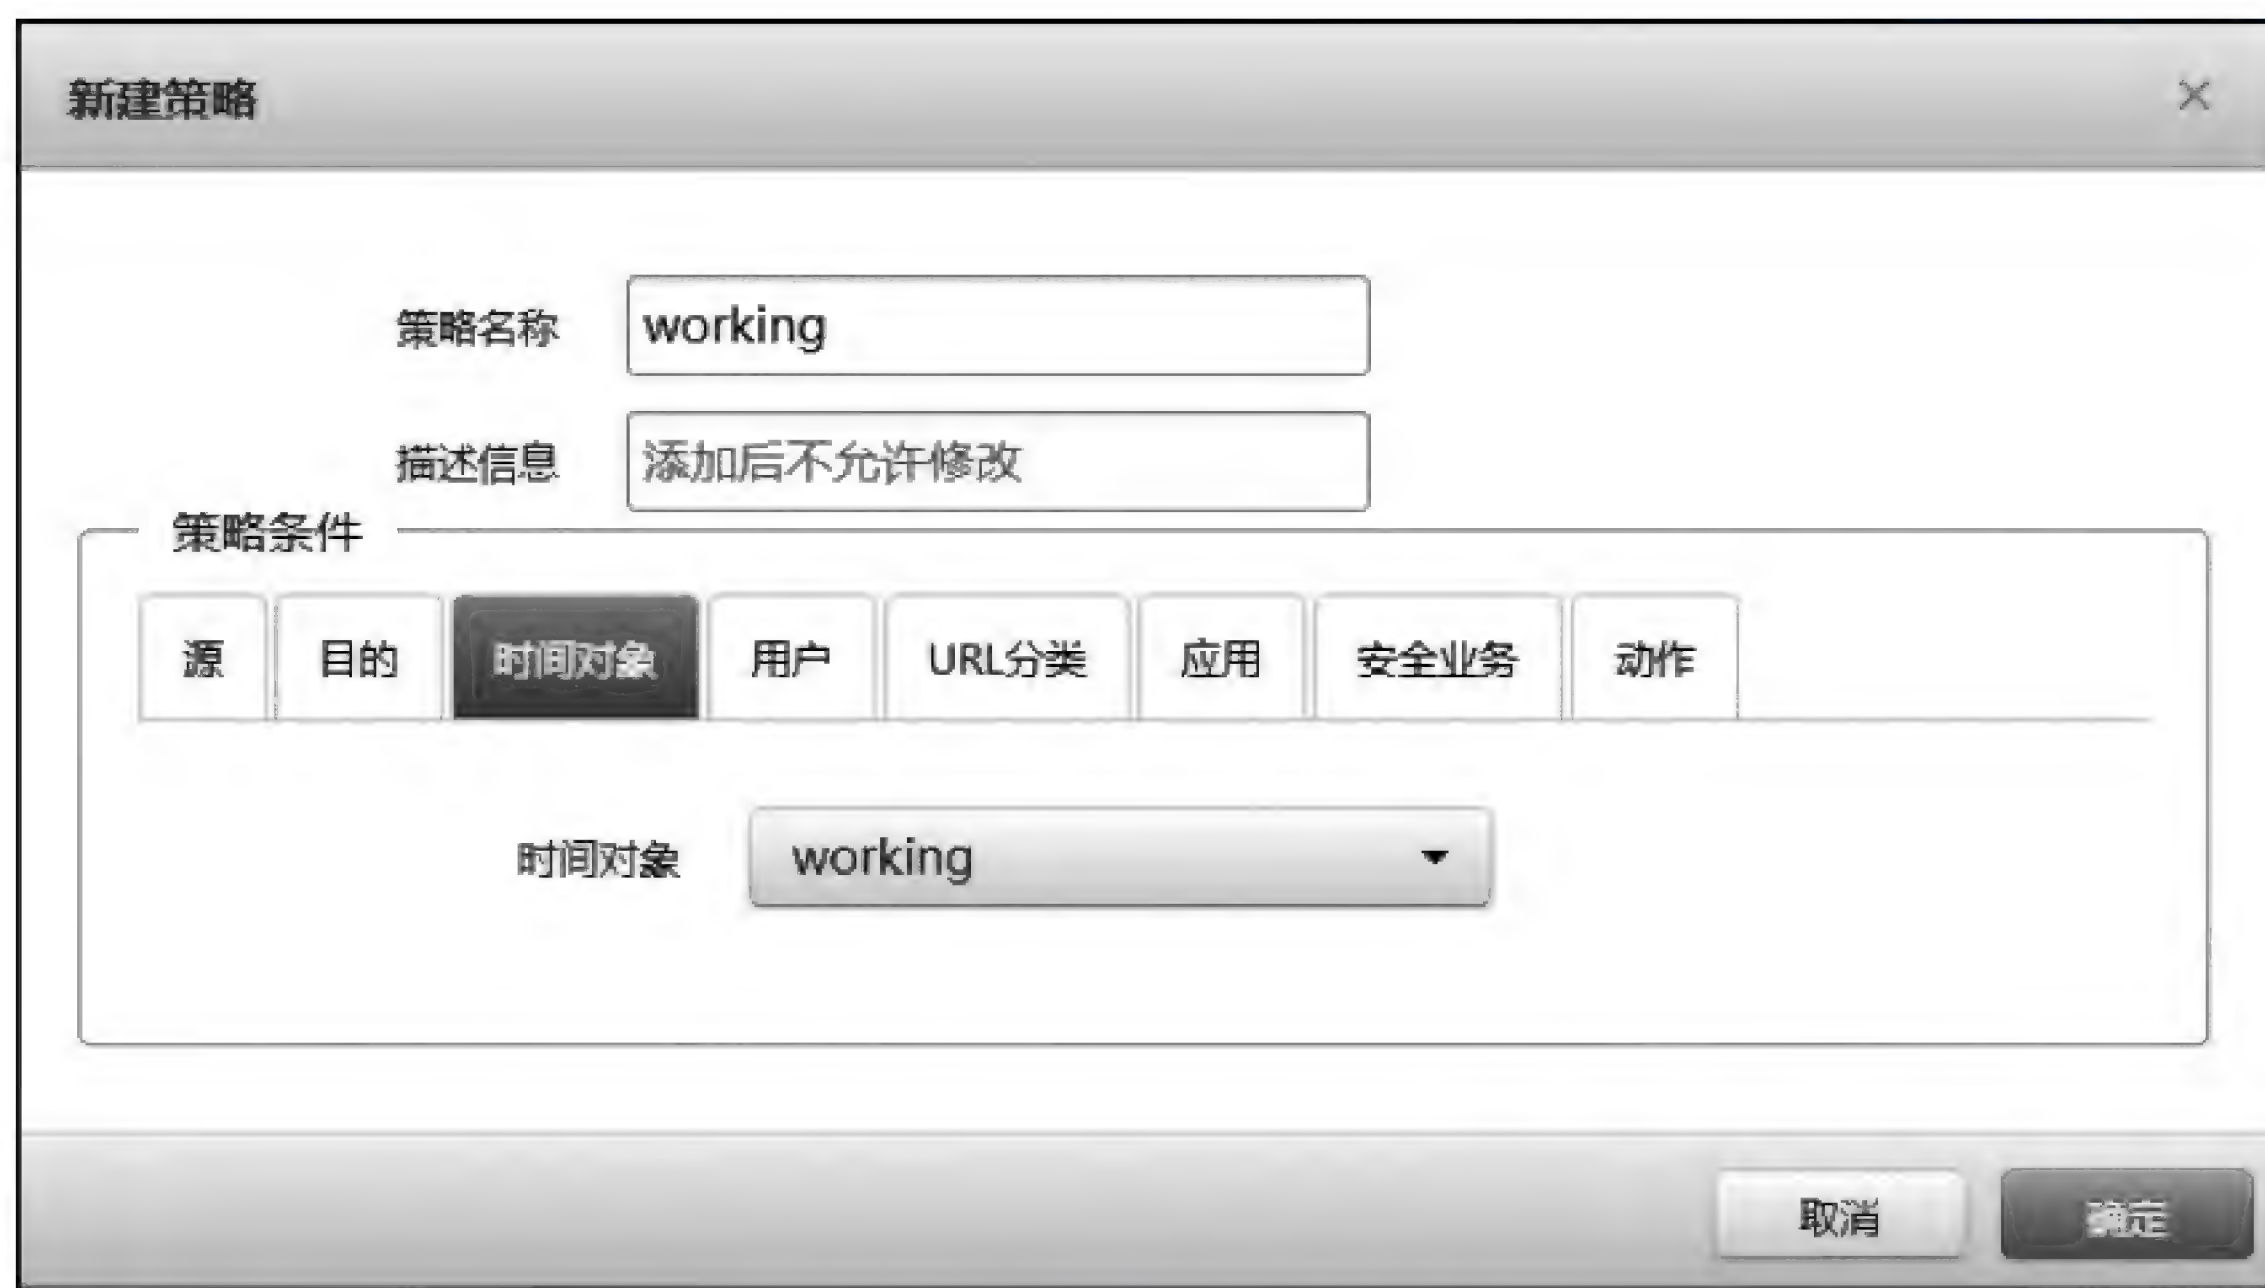 新建策略
策略名称 working
描述信息 添加后不允许修改
策略条件
源 目的 时间对象 用户 URL分类 应用 安全业务 动作
时间对象 working
取消 确定